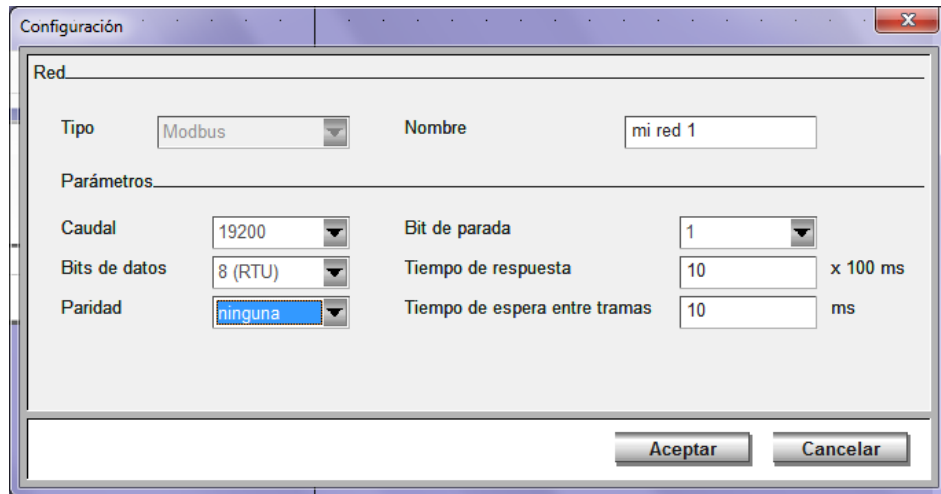 Configuración
Red
Tipo Modbus Nombre mi red 1
Parámetros
Caudal 19200 Bit de parada 1
Bits de datos 8 (RTU) Tiempo de respuesta 10 x 100 ms
Paridad ninguna Tiempo de espera entre tramas 10 ms
Aceptar Cancelar